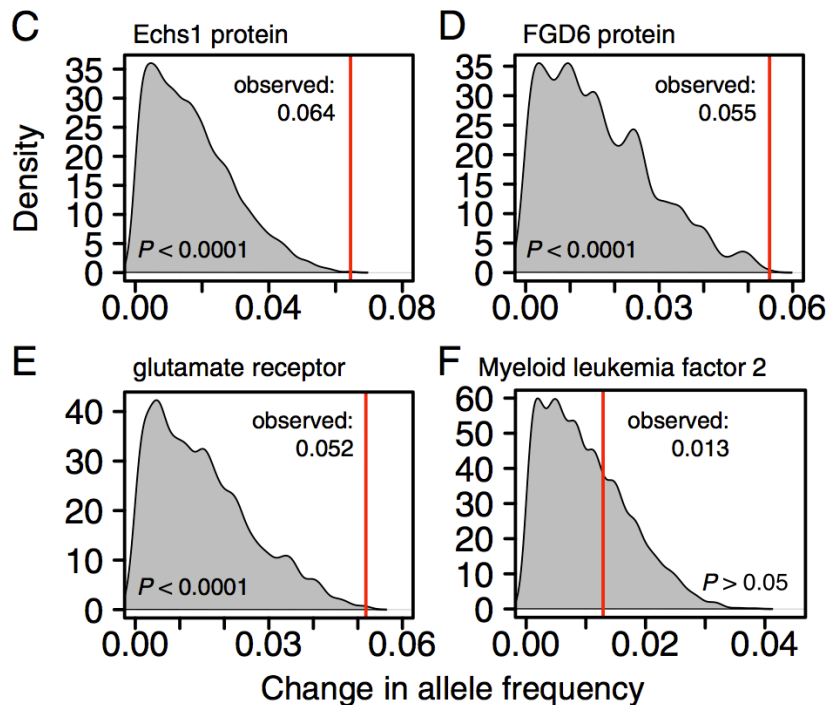 C
Echs1 protein
35
30
25
20
15
10
5
0
Density
observed:
0.064
P < 0.0001
0.00
0.04
0.08
D
FGD6 protein
35
30
25
20
15
10
5
0
observed:
0.055
P < 0.0001
0.00
0.03
0.06
E
glutamate receptor
40
30
20
10
0
observed:
0.052
P < 0.0001
0.00
0.03
0.06
F
Myeloid leukemia factor 2
60
50
40
30
20
10
0
observed:
0.013
P > 0.05
0.00
0.02
0.04
Change in allele frequency